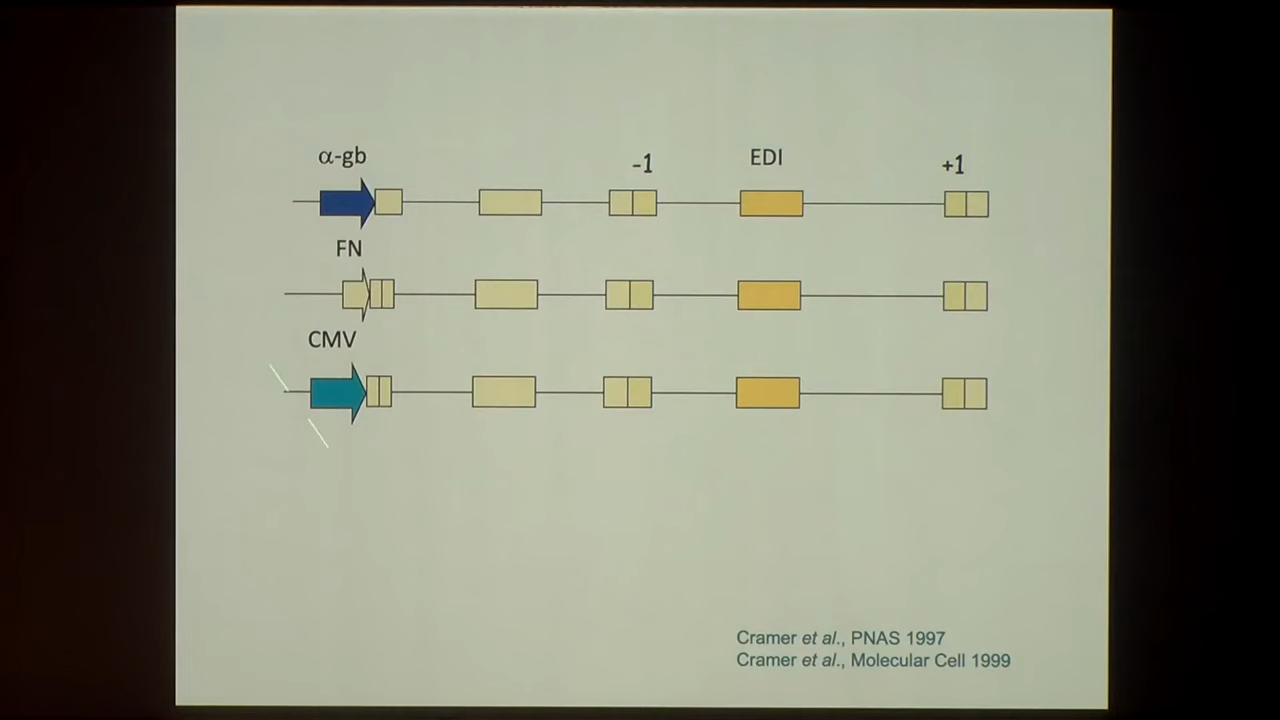 α-gb
-1
EDI
+1
FN
CMV
Cramer et al., PNAS 1997
Cramer et al., Molecular Cell 1999